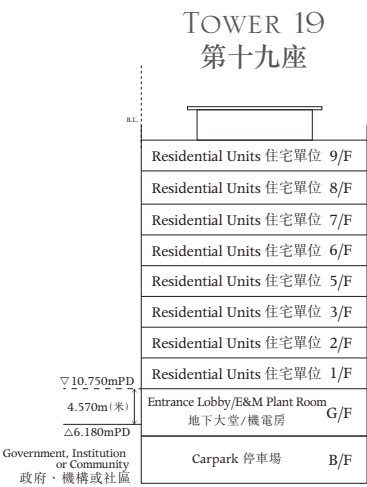 TOWER 19
第十九座
B.L.
Residential Units 住宅單位 9/F
Residential Units 住宅單位 8/F
Residential Units 住宅單位 7/F
Residential Units 住宅單位 6/F
Residential Units 住宅單位 5/F
Residential Units 住宅單位 3/F
Residential Units 住宅單位 2/F
Residential Units 住宅單位 1/F
▽10.750mPD
4.570m(米)
△6.180mPD
Entrance Lobby/E&M Plant Room
地下大堂/機電房
G/F
Government, Institution
or Community
政府、機構或社區
Carpark 停車場 B/F